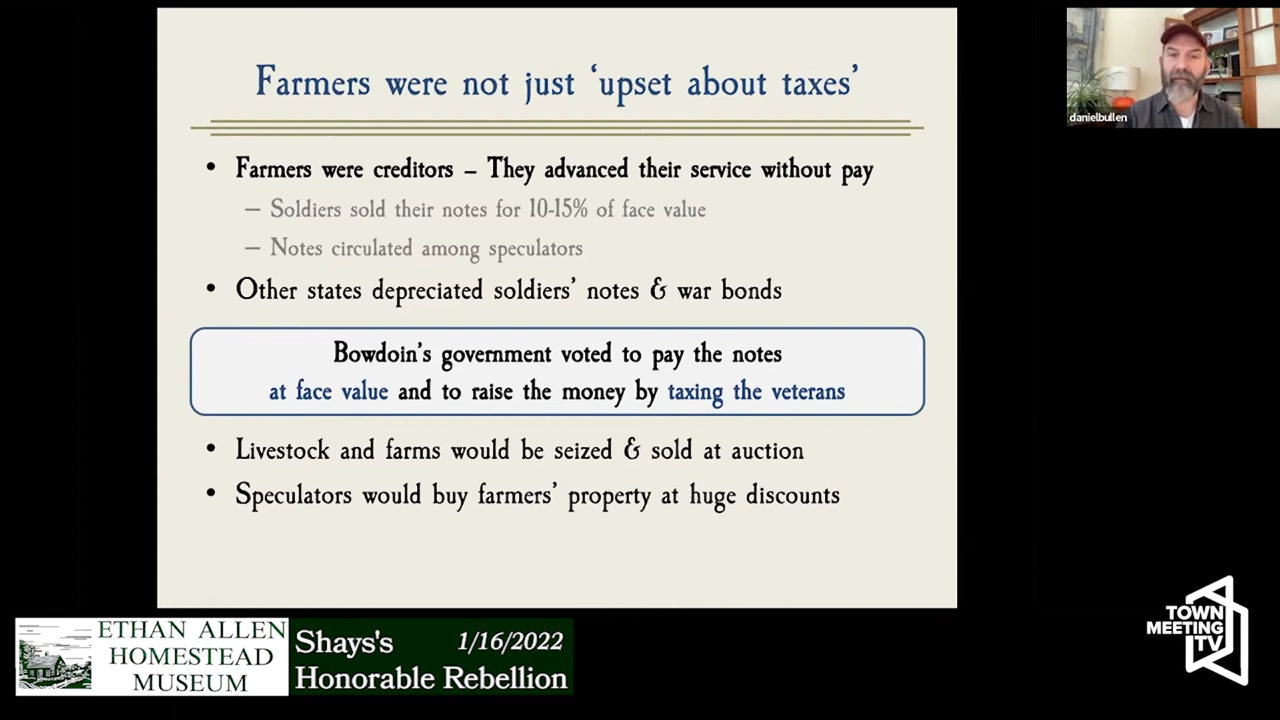 Farmers were not just ‘upset about taxes’
• Farmers were creditors – They advanced their service without pay
– Soldiers sold their notes for 10-15% of face value
– Notes circulated among speculators
• Other states depreciated soldiers’ notes & war bonds
Bowdoin’s government voted to pay the notes
at face value and to raise the money by taxing the veterans
• Livestock and farms would be seized & sold at auction
• Speculators would buy farmers’ property at huge discounts
danielbullen
ETHAN ALLEN
HOMESTEAD
MUSEUM
Shays's 1/16/2022
Honorable Rebellion
TOWN
MEETING
TV